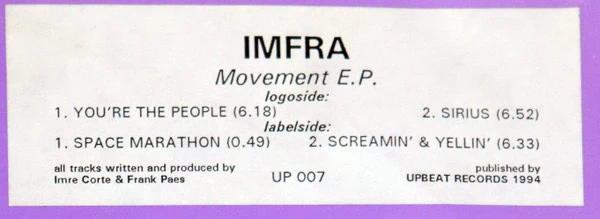 IMFRA
Movement E.P.
logoside:
1. YOU'RE THE PEOPLE (6.18) 2. SIRIUS (6.52)
labelside:
1. SPACE MARATHON (0.49) 2. SCREAMIN' & YELLIN' (6.33)
all tracks written and produced by
Imre Corte & Frank Paes
UP 007
published by
UPBEAT RECORDS 1994